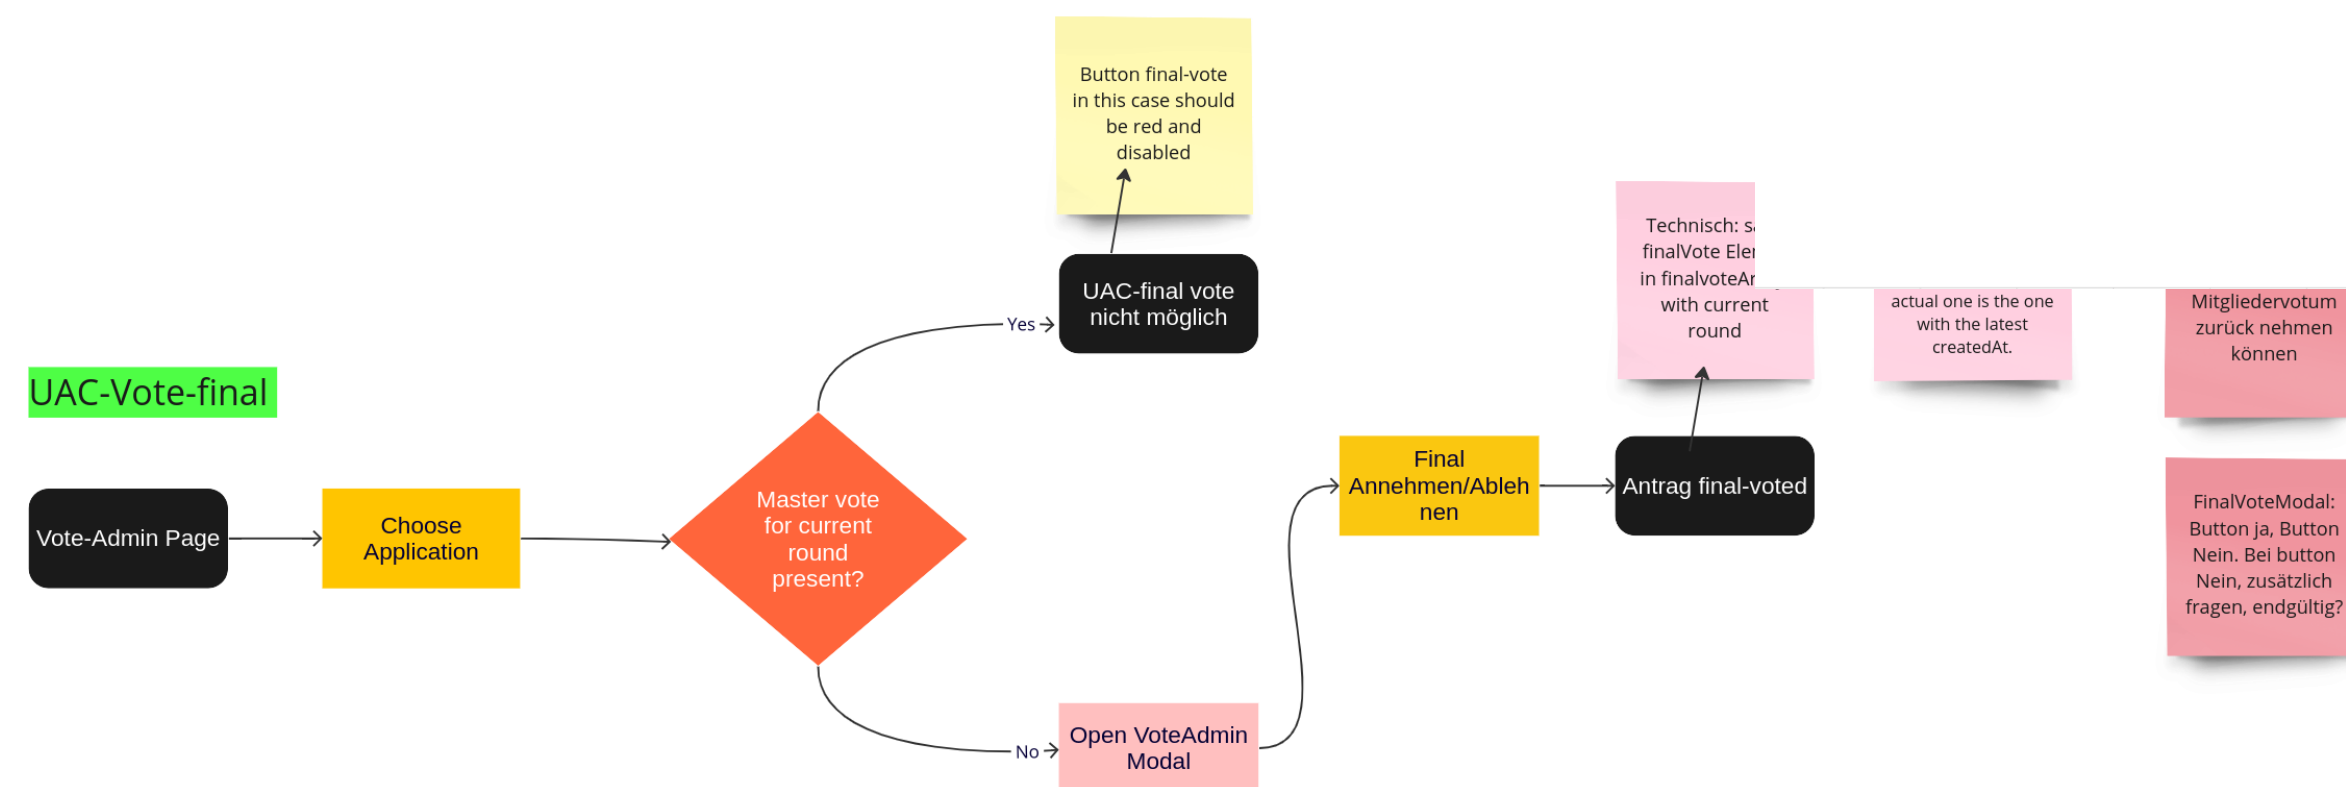 Button final-vote
in this case should
be red and
disabled
Technisch:
finalVote
in
with current
round
actual one is the one
with the latest
createdAt.
Mitgliedervotum
zurück nehmen
können
UAC-final vote
nicht möglich
Yes
UAC-Vote-final
Vote-Admin Page
Choose
Application
Master vote
for current
round
present?
No
Open VoteAdmin
Modal
Final
Annehmen/Ableh
nen
Antrag final-voted
FinalVoteModal:
Button ja, Button
Nein. Bei button
Nein, zusätzlich
fragen, endgültig?